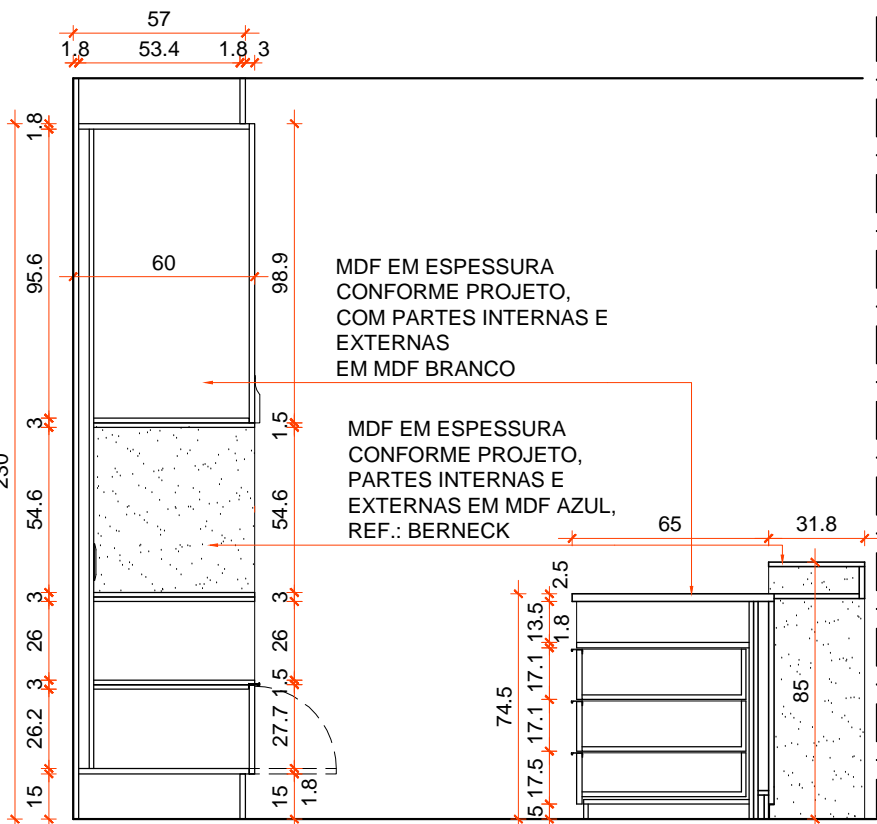 57
1.8 53.4 1.8 3
1.8
95.6
60
98.9
MDF EM ESPESSURA
CONFORME PROJETO,
COM PARTES INTERNAS E
EXTERNAS
EM MDF BRANCO
3
1.5
MDF EM ESPESSURA
CONFORME PROJETO,
PARTES INTERNAS E
EXTERNAS EM MDF AZUL,
REF.: BERNECK
230
54.6
54.6
65
31.8
3
3
2.5
26
26
13.5
1.8
3
1.5
17.1
74.5
85
26.2
27.7
17.1
15
15
1.8
17.5
5